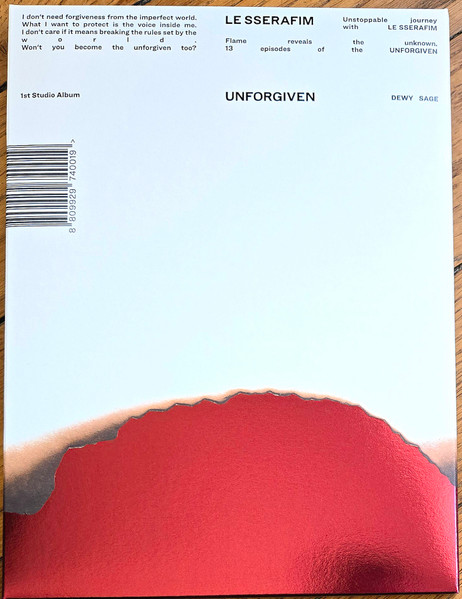 I don't need forgiveness from the imperfect world.
What I want to protect is the voice inside me.
I don't care if it means breaking the rules set by the
world.
Won't you become the unforgiven too?
LE SSERAFIM
Unstoppable journey
with LE SSERAFIM
Flame reveals the unknown,
13 episodes of the UNFORGIVEN
1st Studio Album
UNFORGIVEN
DEWY SAGE
8 809929 740019 >